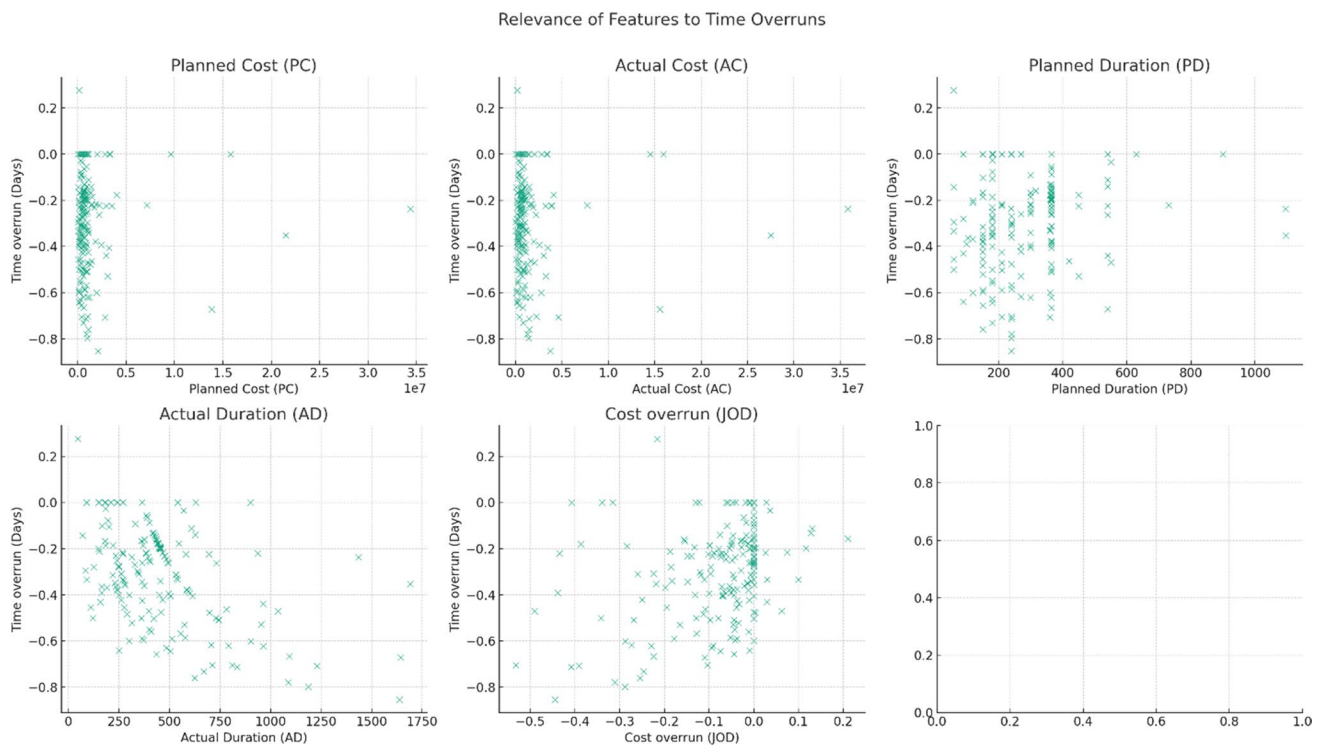 Relevance of Features to Time Overruns
Planned Cost (PC)
Time overrun (Days)
0.2
0.0
−0.2
−0.4
−0.6
−0.8
0.0 0.5 1.0 1.5 2.0 2.5 3.0 3.5
1e7
Planned Cost (PC)
Actual Cost (AC)
Time overrun (Days)
0.2
0.0
−0.2
−0.4
−0.6
−0.8
0.0 0.5 1.0 1.5 2.0 2.5 3.0 3.5
1e7
Actual Cost (AC)
Planned Duration (PD)
Time overrun (Days)
0.2
0.0
−0.2
−0.4
−0.6
−0.8
200 400 600 800 1000
Planned Duration (PD)
Actual Duration (AD)
Time overrun (Days)
0.2
0.0
−0.2
−0.4
−0.6
−0.8
0 250 500 750 1000 1250 1500 1750
Actual Duration (AD)
Cost overrun (JOD)
Time overrun (Days)
0.2
0.0
−0.2
−0.4
−0.6
−0.8
−0.5 −0.4 −0.3 −0.2 −0.1 0.0 0.1 0.2
Cost overrun (JOD)
1.0
0.8
0.6
0.4
0.2
0.0
0.0 0.2 0.4 0.6 0.8 1.0